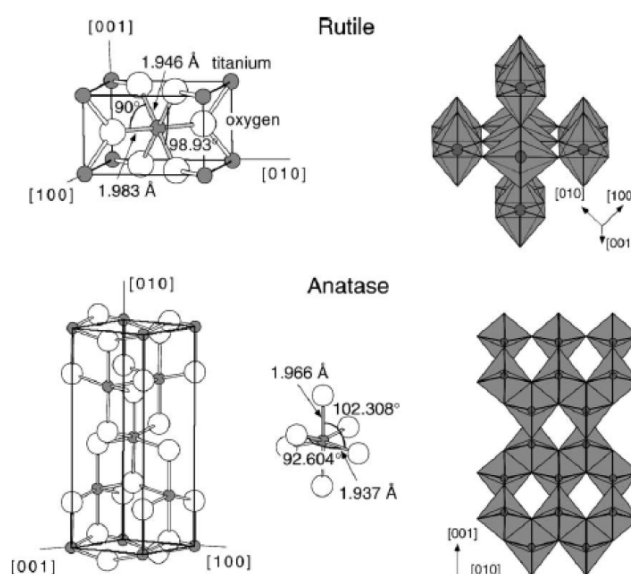 Rutile
[001]
1.946 Å titanium
90°
oxygen
98.93°
[010]
[100]
1.983 Å
[010]
[100]
[001]
Anatase
[010]
1.966 Å
102.308°
92.604°
1.937 Å
[001]
[100]
[001]
[010]